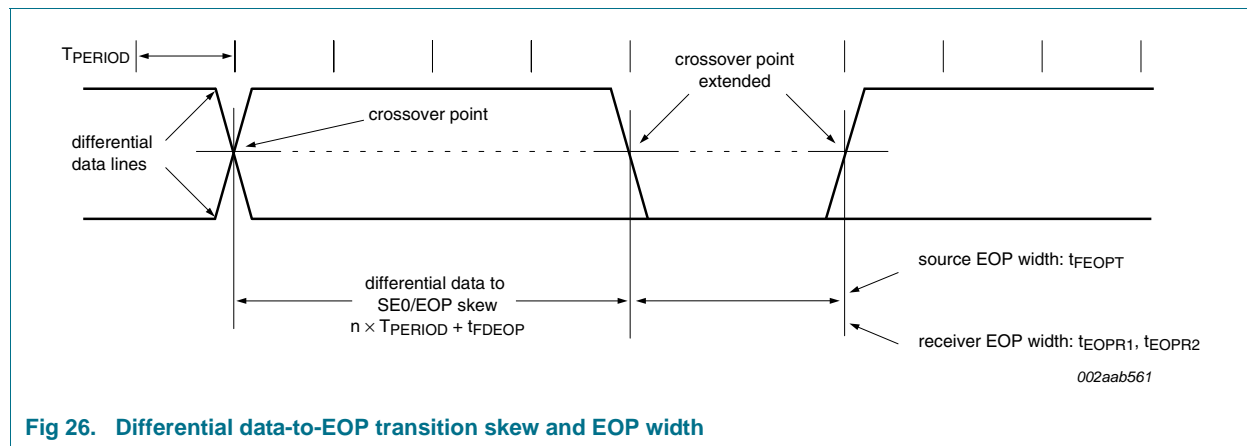 TPERIOD
crossover point
extended
crossover point
differential
data lines
differential data to
SE0/EOP skew
n × TPERIOD + tFDEOP
source EOP width: tFEOPT
receiver EOP width: tEOPR1, tEOPR2
002aab561
Fig 26. Differential data-to-EOP transition skew and EOP width